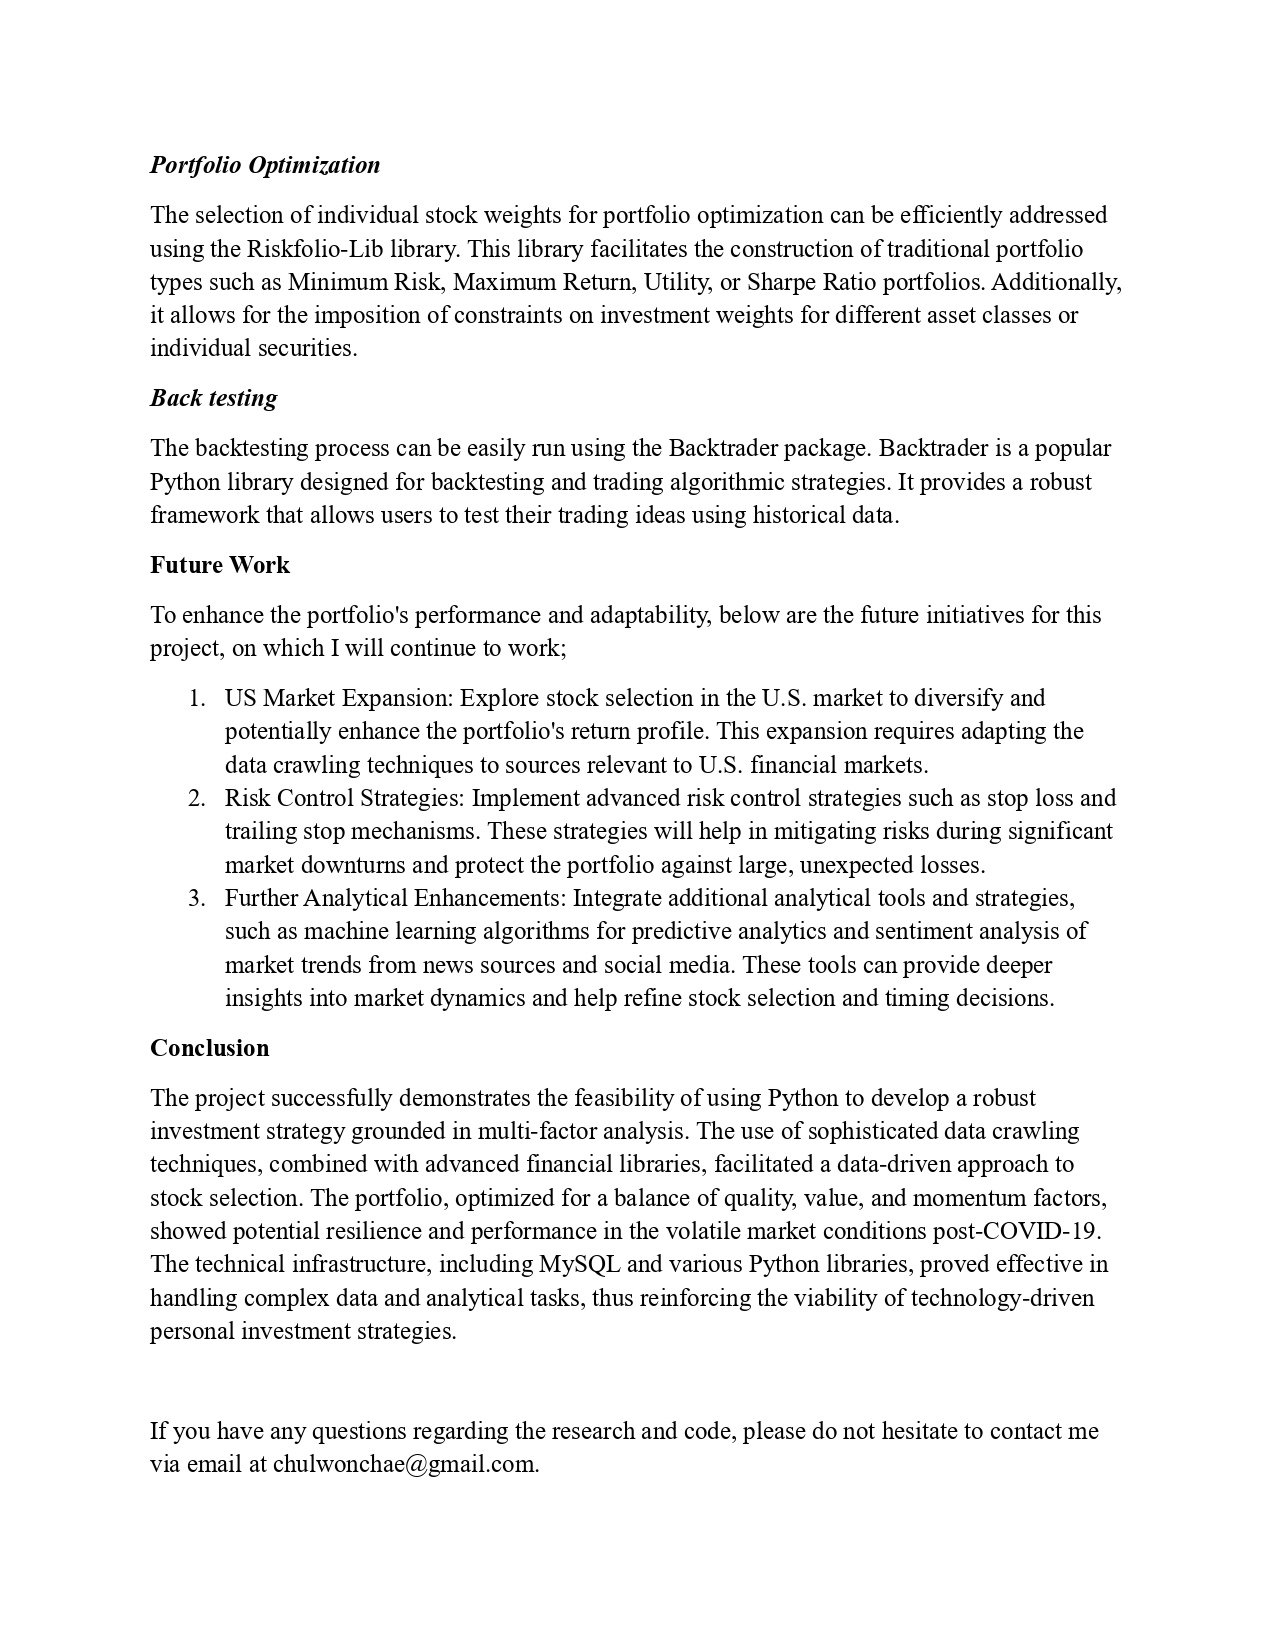 Portfolio Optimization
The selection of individual stock weights for portfolio optimization can be efficiently addressed
using the Riskfolio-Lib library. This library facilitates the construction of traditional portfolio
types such as Minimum Risk, Maximum Return, Utility, or Sharpe Ratio portfolios. Additionally,
it allows for the imposition of constraints on investment weights for different asset classes or
individual securities.
Back testing
The backtesting process can be easily run using the Backtrader package. Backtrader is a popular
Python library designed for backtesting and trading algorithmic strategies. It provides a robust
framework that allows users to test their trading ideas using historical data.
Future Work
To enhance the portfolio's performance and adaptability, below are the future initiatives for this
project, on which I will continue to work;
1. US Market Expansion: Explore stock selection in the U.S. market to diversify and
potentially enhance the portfolio's return profile. This expansion requires adapting the
data crawling techniques to sources relevant to U.S. financial markets.
2. Risk Control Strategies: Implement advanced risk control strategies such as stop loss and
trailing stop mechanisms. These strategies will help in mitigating risks during significant
market downturns and protect the portfolio against large, unexpected losses.
3. Further Analytical Enhancements: Integrate additional analytical tools and strategies,
such as machine learning algorithms for predictive analytics and sentiment analysis of
market trends from news sources and social media. These tools can provide deeper
insights into market dynamics and help refine stock selection and timing decisions.
Conclusion
The project successfully demonstrates the feasibility of using Python to develop a robust
investment strategy grounded in multi-factor analysis. The use of sophisticated data crawling
techniques, combined with advanced financial libraries, facilitated a data-driven approach to
stock selection. The portfolio, optimized for a balance of quality, value, and momentum factors,
showed potential resilience and performance in the volatile market conditions post-COVID-19.
The technical infrastructure, including MySQL and various Python libraries, proved effective in
handling complex data and analytical tasks, thus reinforcing the viability of technology-driven
personal investment strategies.
If you have any questions regarding the research and code, please do not hesitate to contact me
via email at chulwonchae@gmail.com.